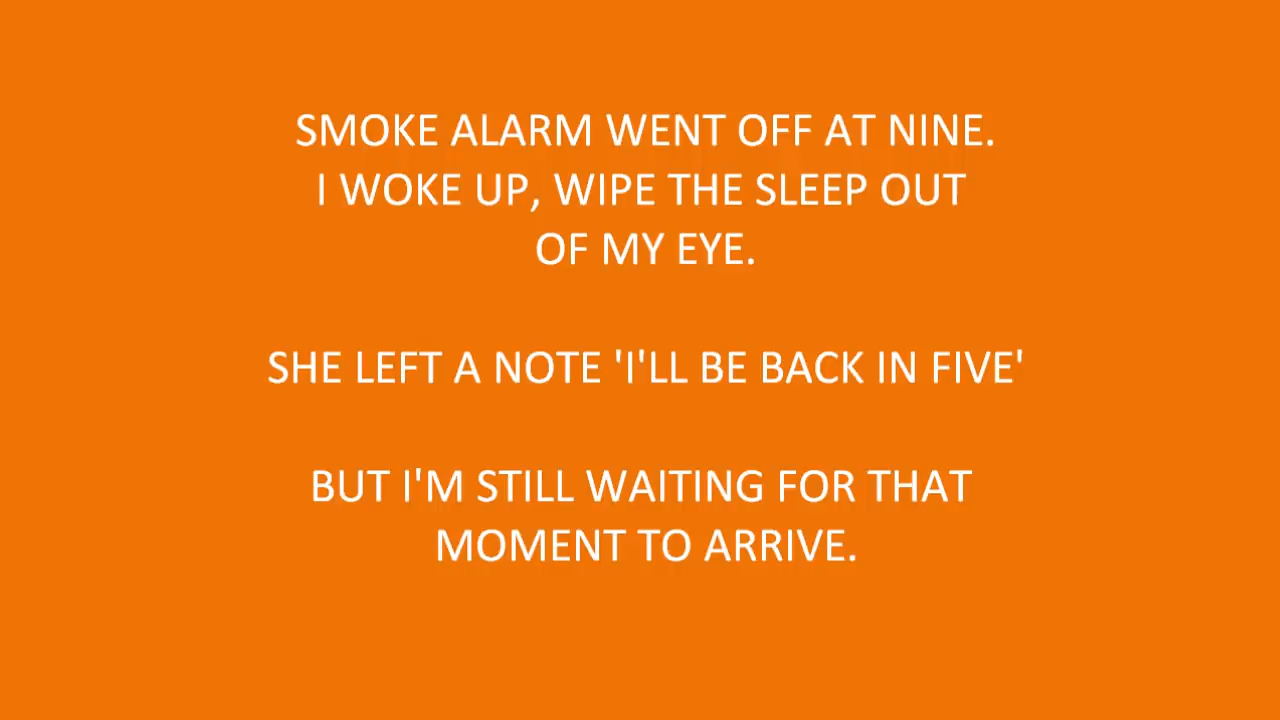 SMOKE ALARM WENT OFF AT NINE.
I WOKE UP, WIPE THE SLEEP OUT
OF MY EYE.
SHE LEFT A NOTE 'I'LL BE BACK IN FIVE'
BUT I'M STILL WAITING FOR THAT
MOMENT TO ARRIVE.